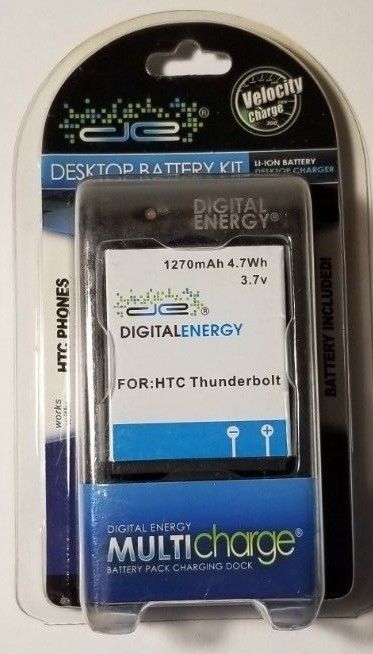 Velocity
Charge
de®
DESKTOP BATTERY KIT
LI-ION BATTERY
DESKTOP CHARGER
DIGITAL
ENERGY®
1270mAh 4.7Wh
3.7v
de®
DIGITALENERGY
FOR:HTC Thunderbolt
− +
works
HTC PHONES
BATTERY INCLUDED!
DIGITAL ENERGY
MULTIcharge®
BATTERY PACK CHARGING DOCK